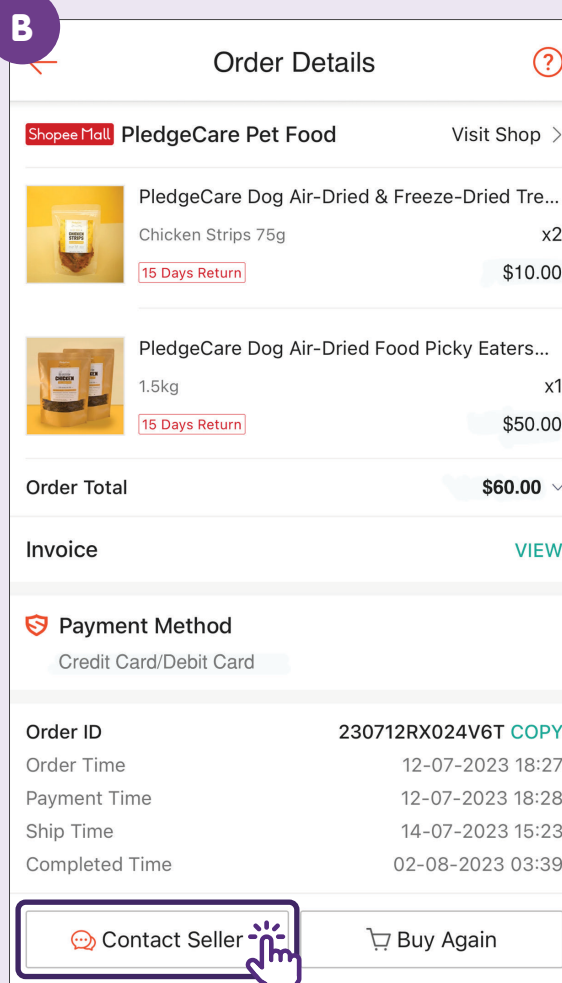 B
Order Details
?
Shopee Mall PledgeCare Pet Food Visit Shop >
PledgeCare Dog Air-Dried & Freeze-Dried Tre...
Chicken Strips 75g x2
15 Days Return $10.00
CHICKEN
STRIPS
PledgeCare Dog Air-Dried Food Picky Eaters...
1.5kg x1
CHICKEN
15 Days Return $50.00
Order Total $60.00
Invoice VIEW
Payment Method
Credit Card/Debit Card
Order ID 230712RX024V6T COPY
Order Time 12-07-2023 18:27
Payment Time 12-07-2023 18:28
Ship Time 14-07-2023 15:23
Completed Time 02-08-2023 03:39
Contact Seller Buy Again